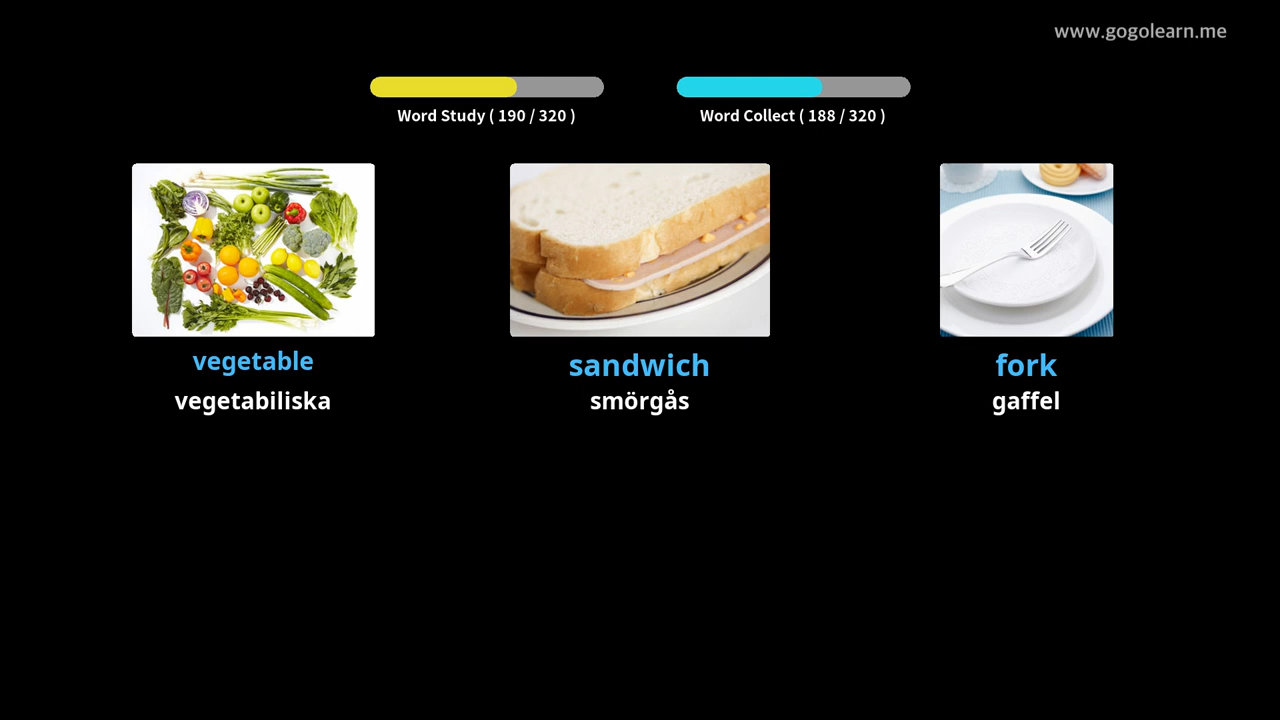 www.gogolearn.me
Word Study ( 190 / 320 )
Word Collect ( 188 / 320 )
vegetable
sandwich
fork
vegetabiliska
smörgås
gaffel